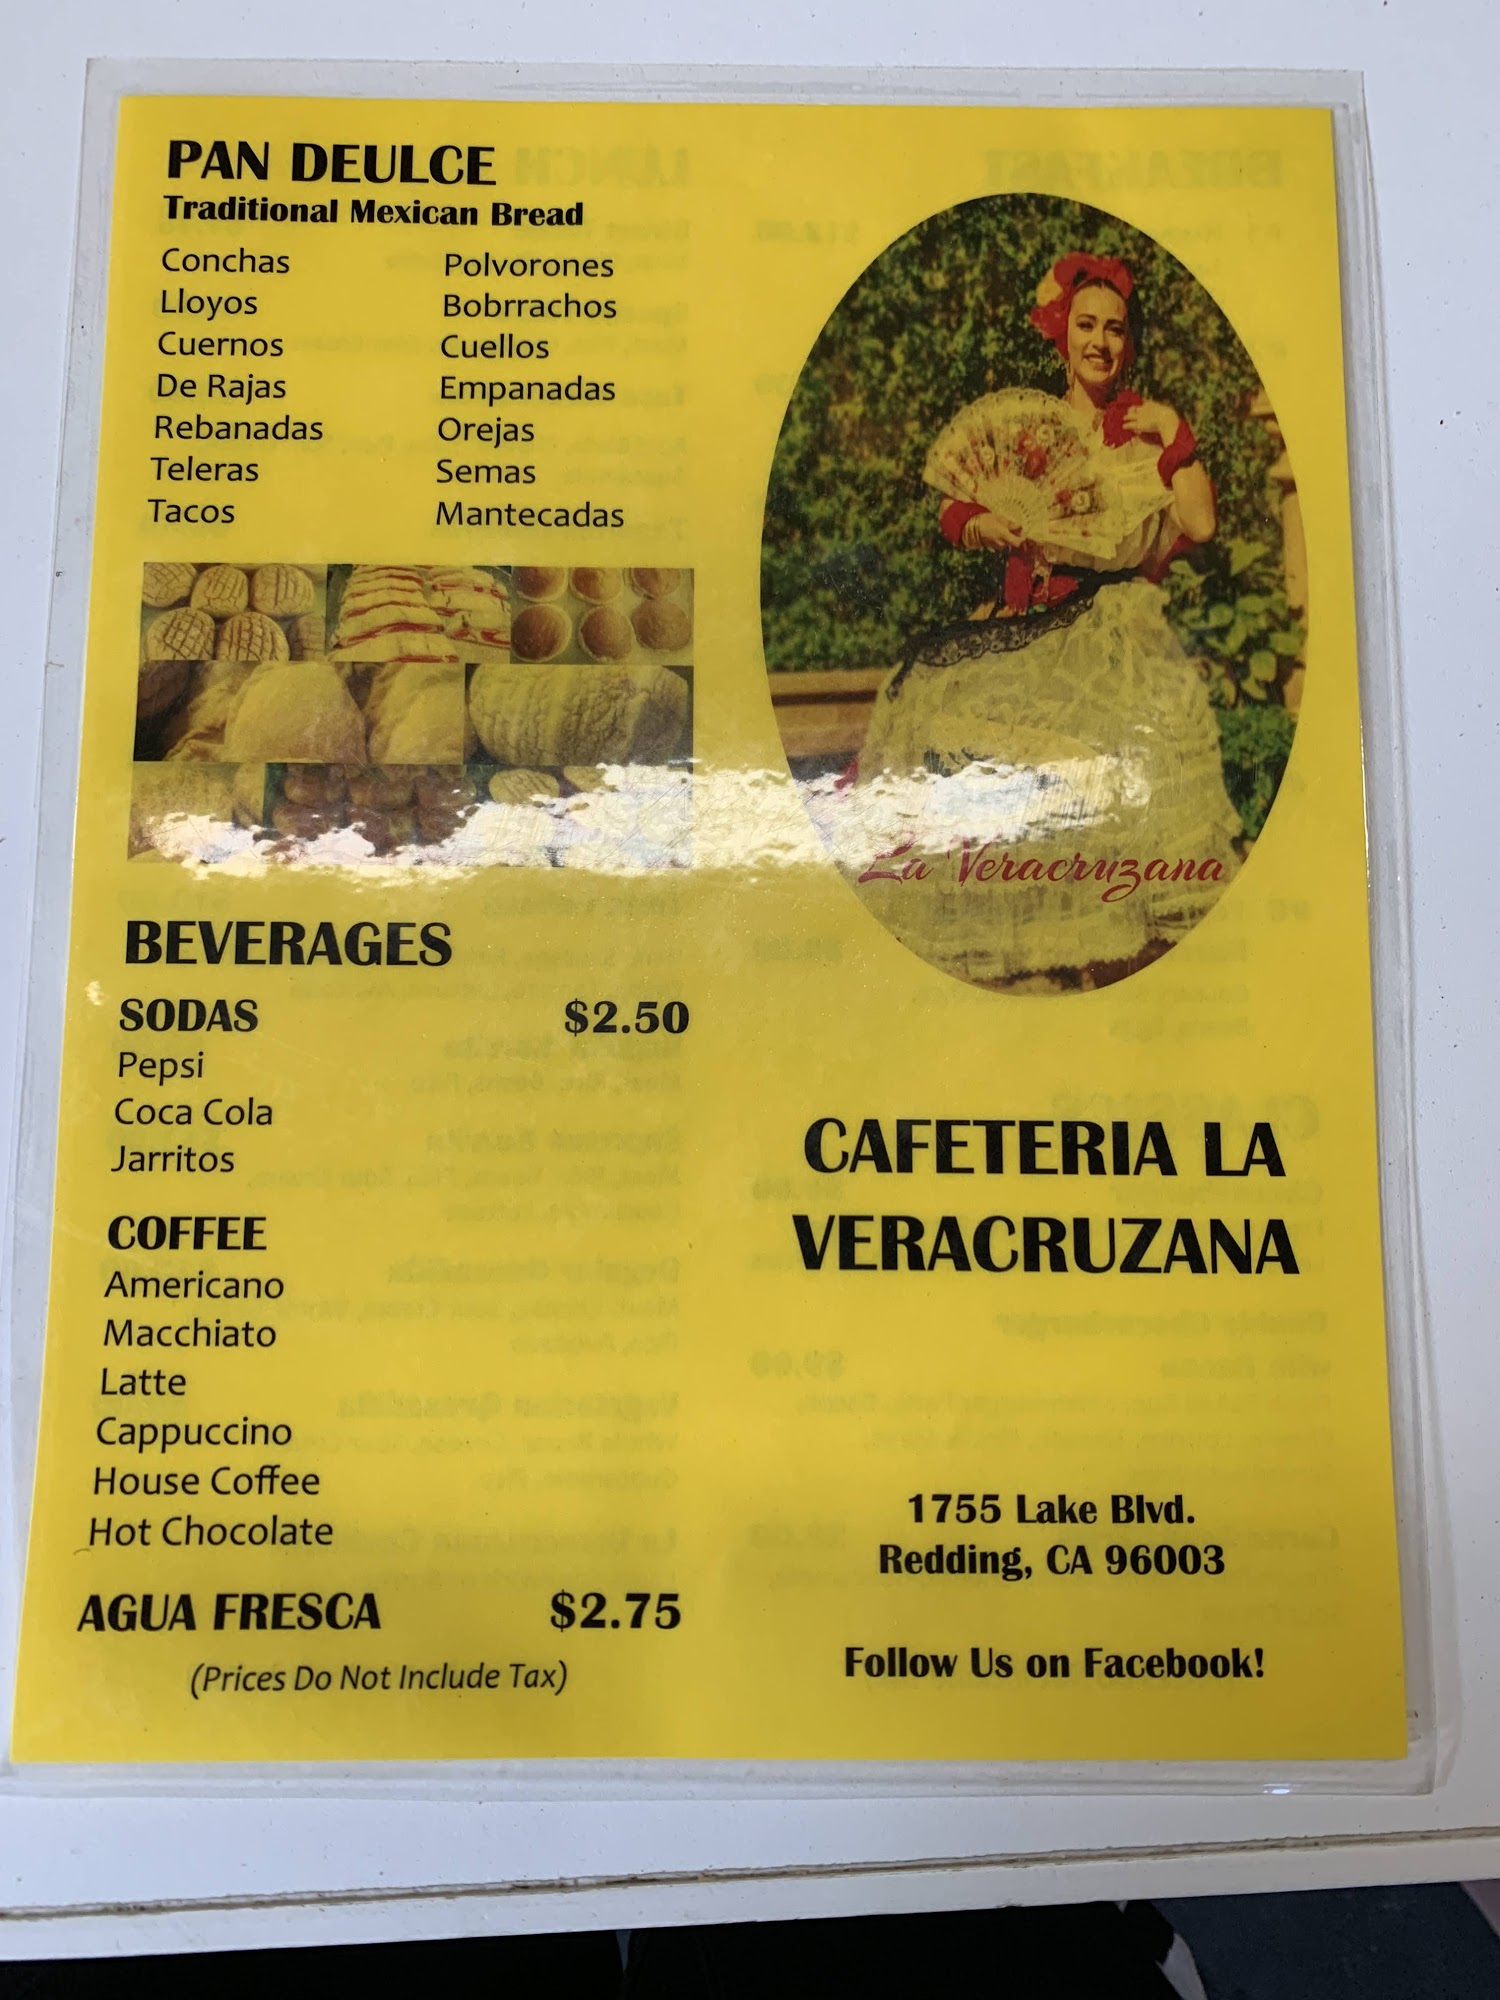 PAN DEULCE
Traditional Mexican Bread
Conchas
Lloyos
Cuernos
De Rajas
Rebanadas
Teleras
Tacos
Polvorones
Bobrrachos
Cuellos
Empanadas
Orejas
Semas
Mantecadas
BEVERAGES
SODAS $2.50
Pepsi
Coca Cola
Jarritos
COFFEE
Americano
Macchiato
Latte
Cappuccino
House Coffee
Hot Chocolate
AGUA FRESCA $2.75
(Prices Do Not Include Tax)
La Veracruzana
CAFETERIA LA
VERACRUZANA
1755 Lake Blvd.
Redding, CA 96003
Follow Us on Facebook!